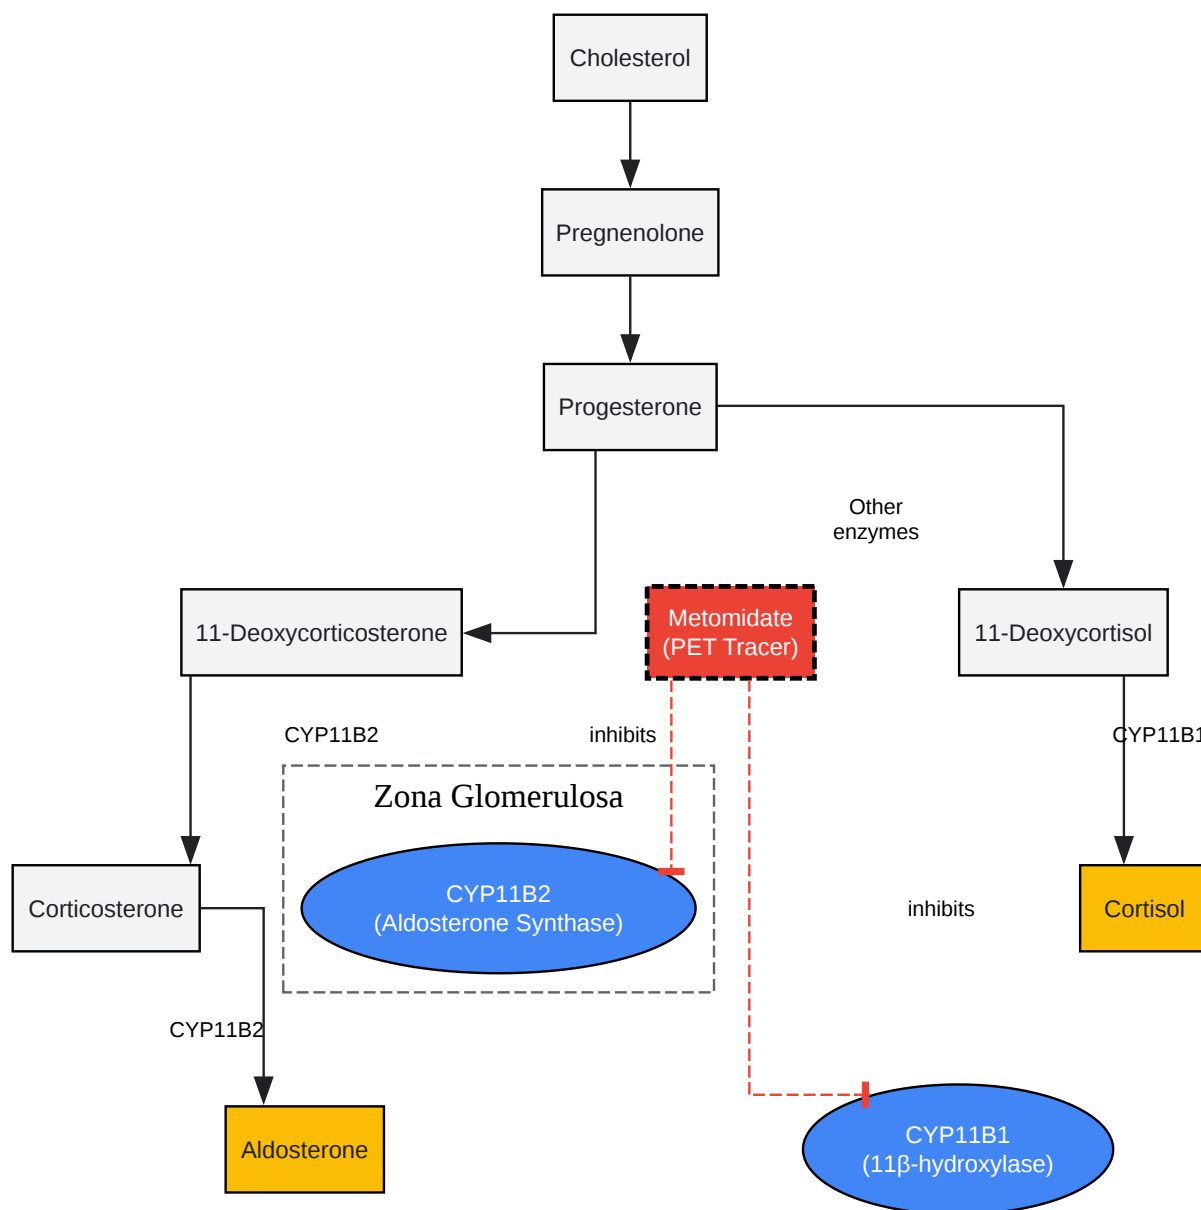 Cholesterol
Pregnenolone
Progesterone
Other
enzymes
11-Deoxycorticosterone
Metomidate
(PET Tracer)
11-Deoxycortisol
CYP11B2
inhibits
CYP11B1
Zona Glomerulosa
CYP11B2
(Aldosterone Synthase)
Corticosterone
inhibits
Cortisol
CYP11B2
Aldosterone
CYP11B1
(11β-hydroxylase)